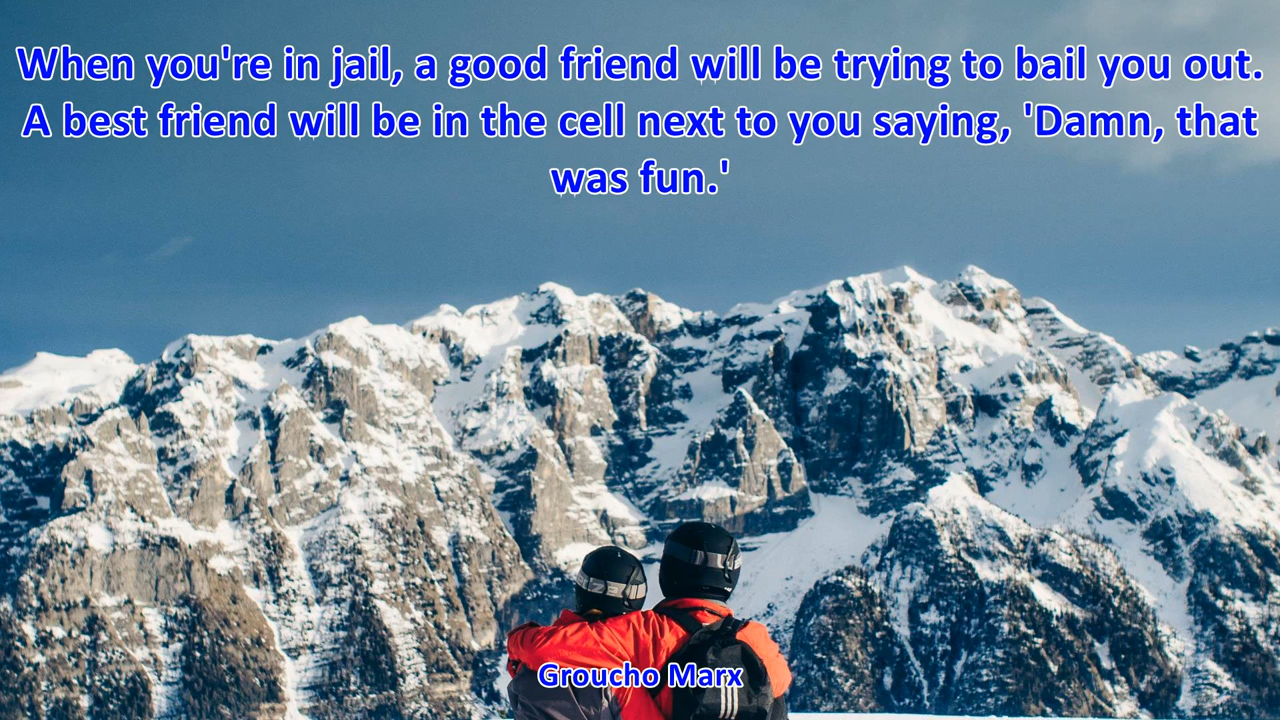 When you're in jail, a good friend will be trying to bail you out.
A best friend will be in the cell next to you saying, 'Damn, that
was fun.'
Groucho Marx